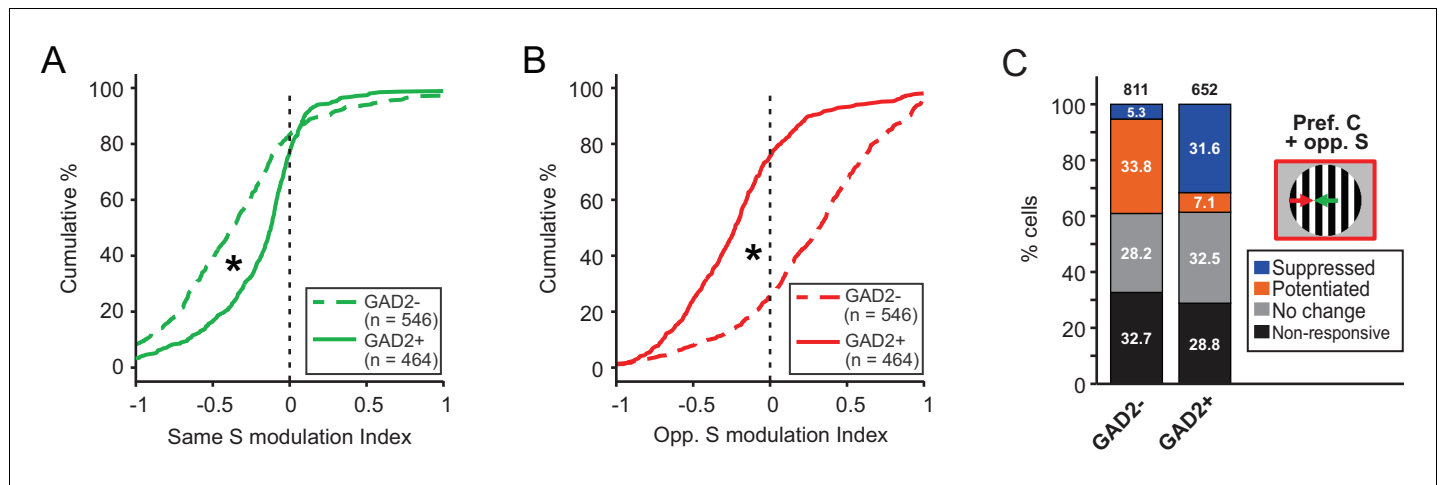 A
Cumulative %
100
80
60
40
20
0
-1
-0.5
0
0.5
1
Same S modulation Index
*
GAD2-
(n = 546)
GAD2+
(n = 464)
B
Cumulative %
100
80
60
40
20
0
-1
-0.5
0
0.5
1
Opp. S modulation Index
*
GAD2-
(n = 546)
GAD2+
(n = 464)
C
% cells
100
80
60
40
20
0
811
652
5.3
33.8
28.2
32.7
31.6
7.1
32.5
28.8
GAD2-
GAD2+
Pref. C
+ opp. S
Suppressed
Potentiated
No change
Non-responsive